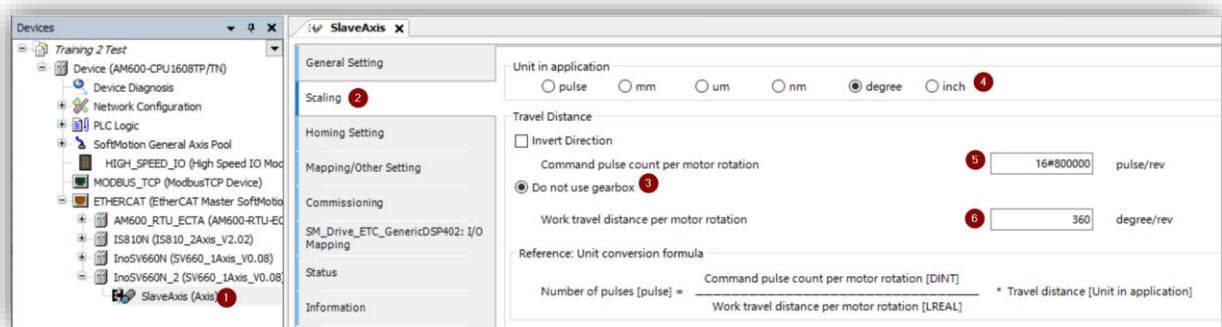 Devices
Training 2 Test
Device (AM600-CPU1608TP/TN)
Device Diagnosis
Network Configuration
PLC Logic
SoftMotion General Axis Pool
HIGH_SPEED_IO (High Speed IO Mod
MODBUS_TCP (ModbusTCP Device)
ETHERCAT (EtherCAT Master SoftMotio
AM600_RTU_ECTA (AM600-RTU-EC
IS810N (IS810_2Axis_V2.02)
InoSV660N (SV660_1Axis_V0.08)
InoSV660N_2 (SV660_1Axis_V0.08)
SlaveAxis (Axis) 1
SlaveAxis X
General Setting
Scaling 2
Homing Setting
Mapping/Other Setting
Commissioning
SM_Drive_ETC_GenericDSP402: I/O
Mapping
Status
Information
Unit in application
pulse mm um nm degree inch 4
Travel Distance
Invert Direction
Command pulse count per motor rotation 5 16#800000 pulse/rev
Do not use gearbox 3
Work travel distance per motor rotation 6 360 degree/rev
Reference: Unit conversion formula
Command pulse count per motor rotation [DINT]
Number of pulses [pulse] = * Travel distance [Unit in application]
Work travel distance per motor rotation [LREAL]